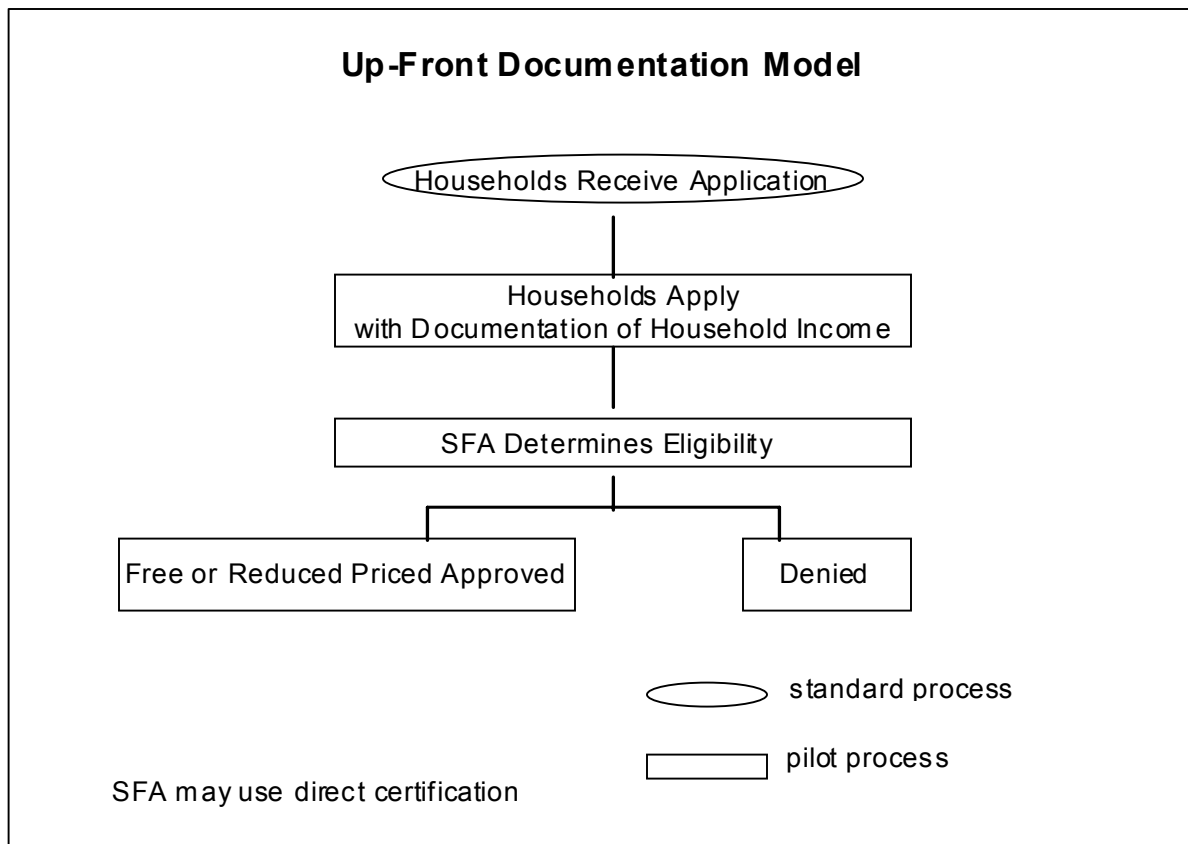 Up-Front Documentation Model
Households Receive Application
Households Apply
with Documentation of Household Income
SFA Determines Eligibility
Free or Reduced Priced Approved
Denied
standard process
pilot process
SFA may use direct certification